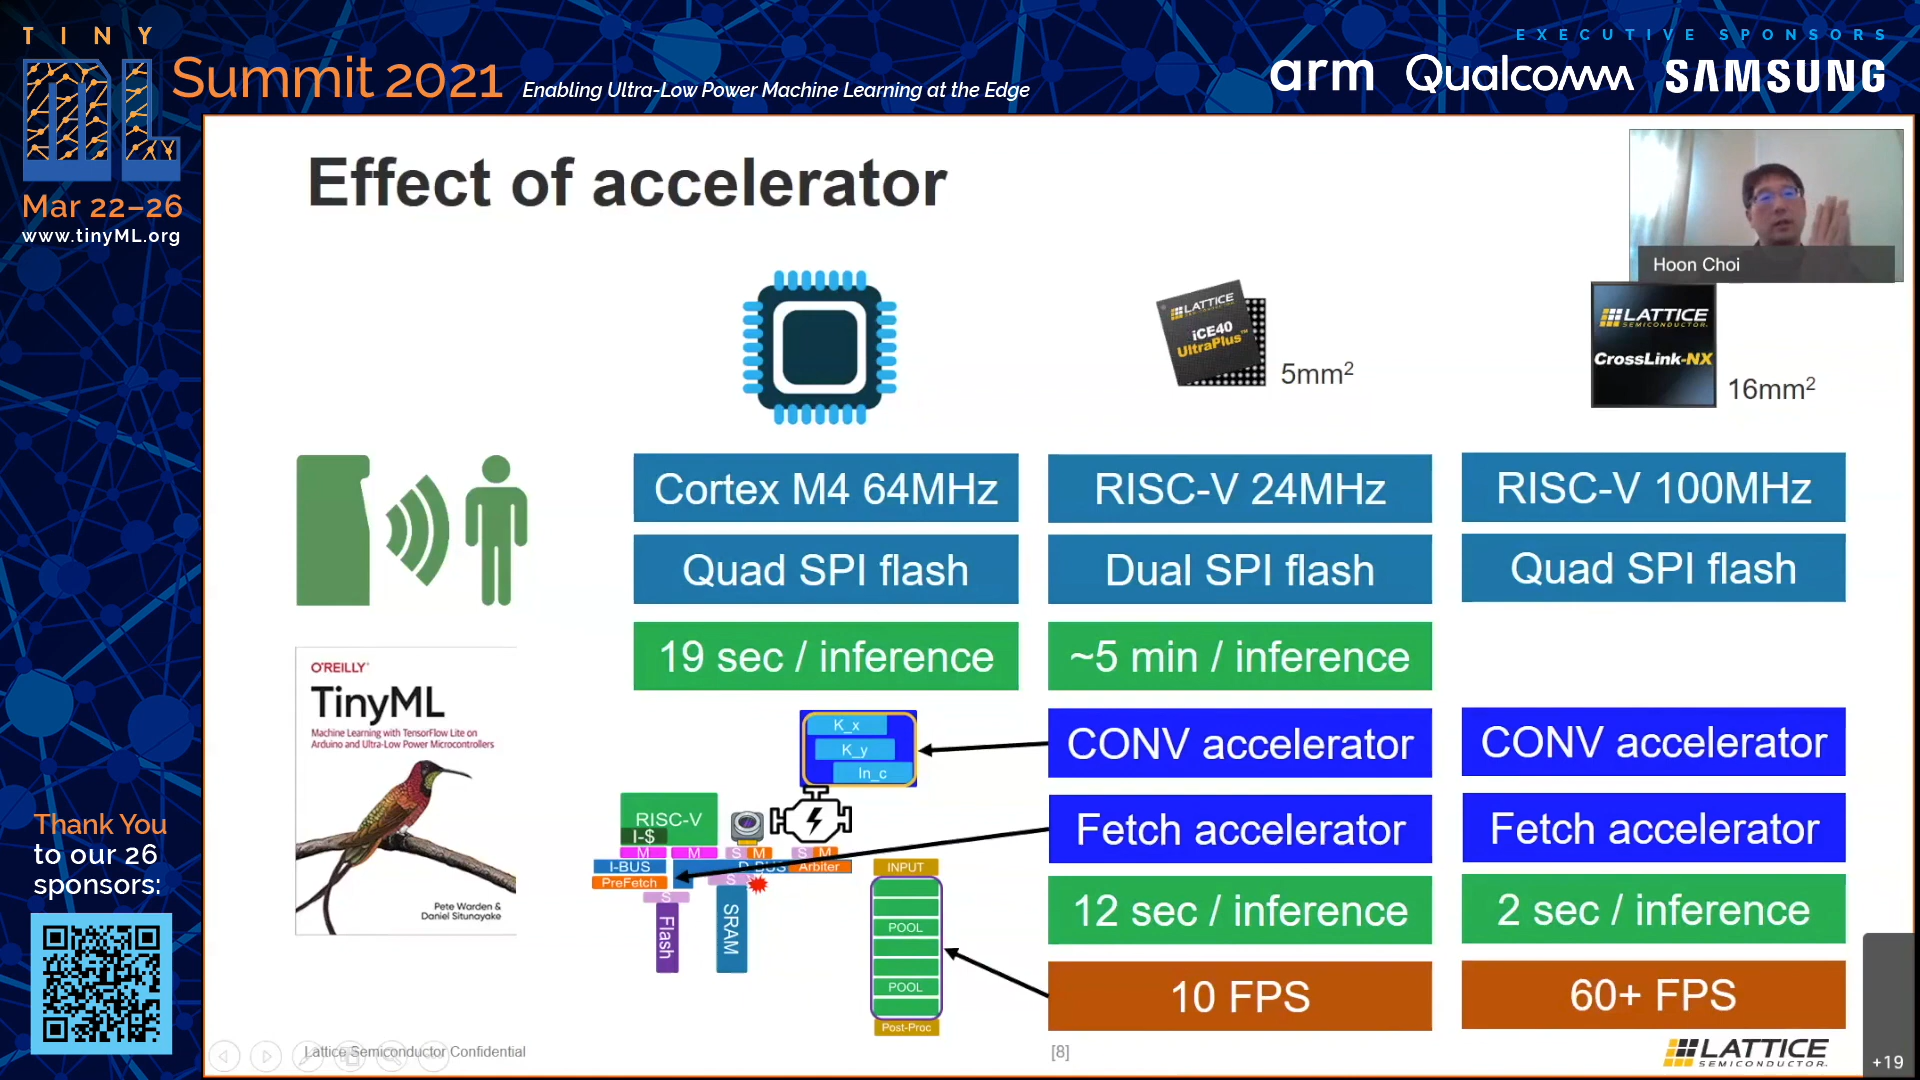 TINY
ML
Summit 2021
Enabling Ultra-Low Power Machine Learning at the Edge
EXECUTIVE SPONSORS
arm Qualcomm SAMSUNG
Mar 22–26
www.tinyML.org
Thank You
to our 26
sponsors:
Effect of accelerator
Hoon Choi
LATTICE
iCE40
UltraPlus™
5mm²
LATTICE
SEMICONDUCTOR.
CrossLink-NX
16mm²
Cortex M4 64MHz
RISC-V 24MHz
RISC-V 100MHz
Quad SPI flash
Dual SPI flash
Quad SPI flash
19 sec / inference
~5 min / inference
O'REILLY®
TinyML
Machine Learning with TensorFlow Lite on
Arduino and Ultra-Low Power Microcontrollers
Pete Warden &
Daniel Situnayake
K_x
K_y
In_c
CONV accelerator
CONV accelerator
RISC-V
I-$
M M S M S M
I-BUS
D-BUS
Arbiter
PreFetch
S
S
Flash
SRAM
INPUT
POOL
POOL
Post-Proc
Fetch accelerator
Fetch accelerator
12 sec / inference
2 sec / inference
10 FPS
60+ FPS
Lattice Semiconductor Confidential
[8]
LATTICE
SEMICONDUCTOR.
+19